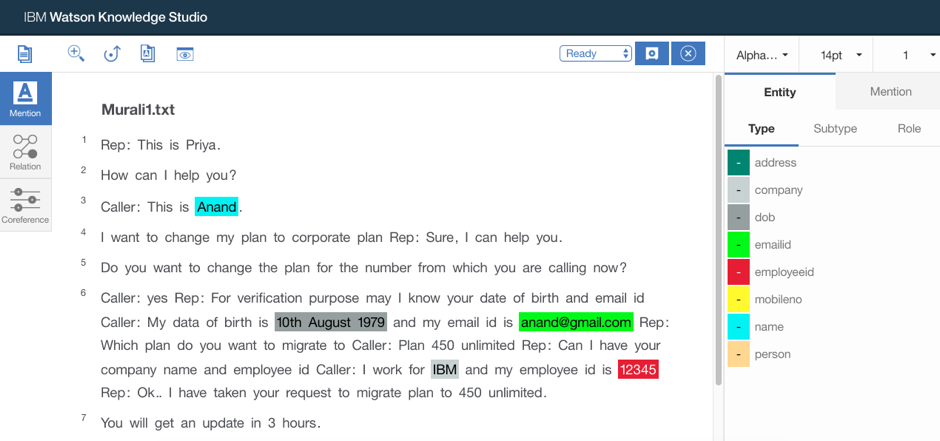 IBM Watson Knowledge Studio
Ready
Alpha...
14pt
1
Mention
Relation
Coreference
Murali1.txt
1 Rep: This is Priya.
2 How can I help you?
3 Caller: This is Anand.
4 I want to change my plan to corporate plan Rep: Sure, I can help you.
5 Do you want to change the plan for the number from which you are calling now?
6 Caller: yes Rep: For verification purpose may I know your date of birth and email id
Caller: My data of birth is 10th August 1979 and my email id is anand@gmail.com Rep:
Which plan do you want to migrate to Caller: Plan 450 unlimited Rep: Can I have your
company name and employee id Caller: I work for IBM and my employee id is 12345
Rep: Ok.. I have taken your request to migrate plan to 450 unlimited.
7 You will get an update in 3 hours.
Entity
Mention
Type
Subtype
Role
- address
- company
- dob
- emailid
- employeeid
- mobileno
- name
- person